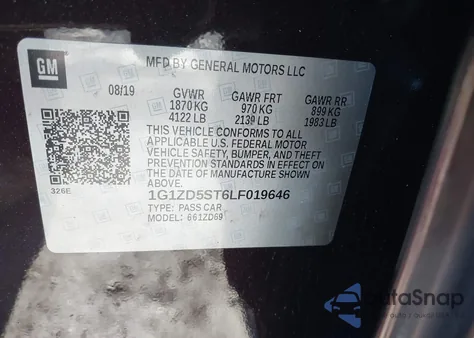 GM
MFD BY GENERAL MOTORS LLC
08/19
GVWR
1870 KG
4122 LB
GAWR FRT
970 KG
2139 LB
GAWR RR
899 KG
1983 LB
THIS VEHICLE CONFORMS TO ALL
APPLICABLE U.S. FEDERAL MOTOR
VEHICLE SAFETY, BUMPER, AND THEFT
PREVENTION STANDARDS IN EFFECT ON
THE DATE OF MANUFACTURE SHOWN ABOVE
326E
1G1ZD5ST6LF019646
TYPE: PASS CAR
MODEL: 661ZD69
AutoSnap